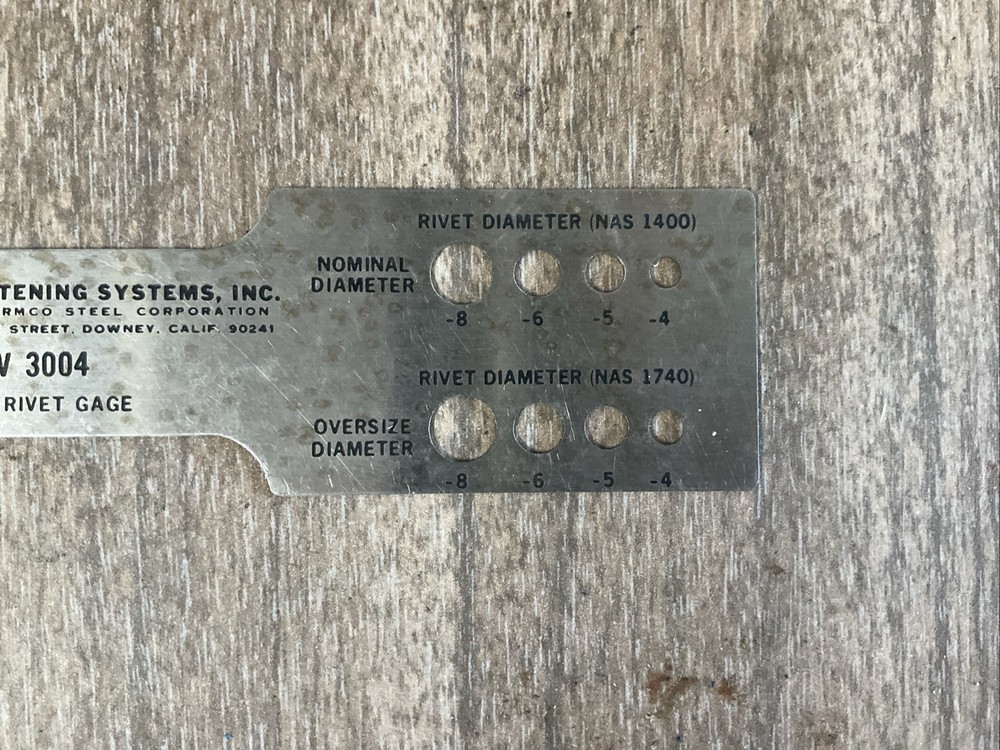 TENING SYSTEMS, INC.
RMCO STEEL CORPORATION
STREET, DOWNEY, CALIF. 90241
3004
RIVET GAGE
RIVET DIAMETER (NAS 1400)
NOMINAL
DIAMETER
-8 -6 -5 -4
RIVET DIAMETER (NAS 1740)
OVERSIZE
DIAMETER
-8 -6 -5 -4